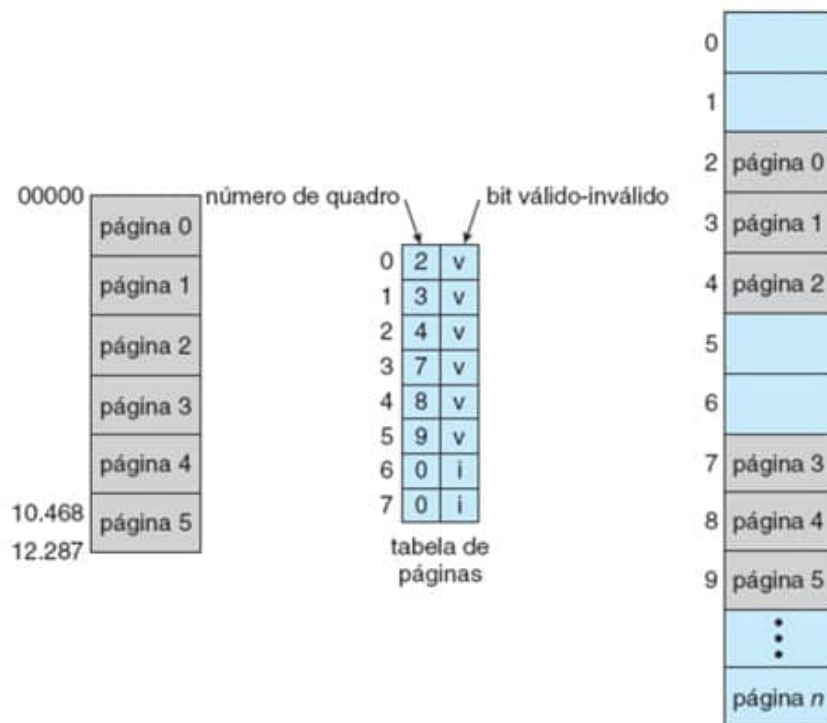 00000
página 0
página 1
página 2
página 3
página 4
10.468
página 5
12.287
número de quadro
bit válido-inválido
0 2 v
1 3 v
2 4 v
3 7 v
4 8 v
5 9 v
6 0 i
7 0 i
tabela de
páginas
0
1
2 página 0
3 página 1
4 página 2
5
6
7 página 3
8 página 4
9 página 5
página n